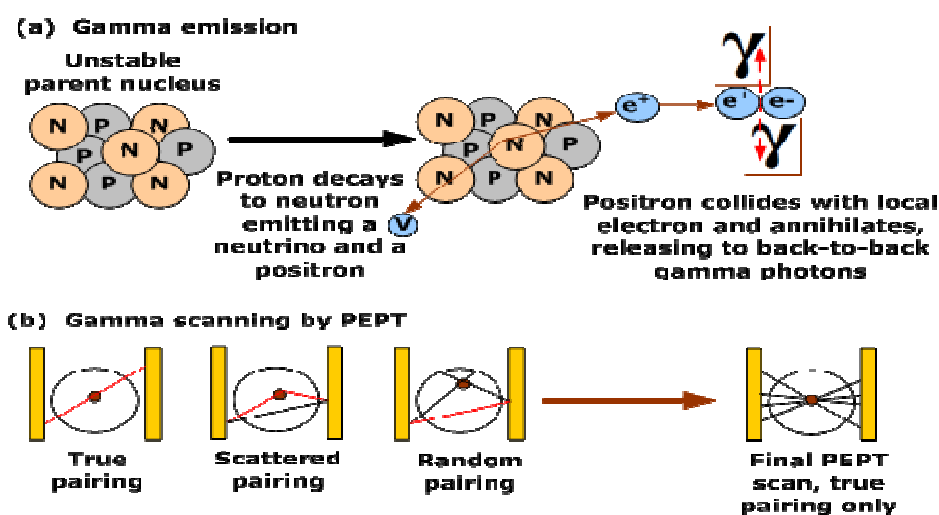 (a) Gamma emission
Unstable
parent nucleus
N P N
P N P
N P N
N P N
P N P
N P N
Proton decays
to neutron
emitting a
neutrino and a
positron
V
e+
e+ e-
γ
γ
Positron collides with local
electron and annihilates,
releasing to back-to-back
gamma photons
(b) Gamma scanning by PEPT
True
pairing
Scattered
pairing
Random
pairing
Final PEPT
scan, true
pairing only